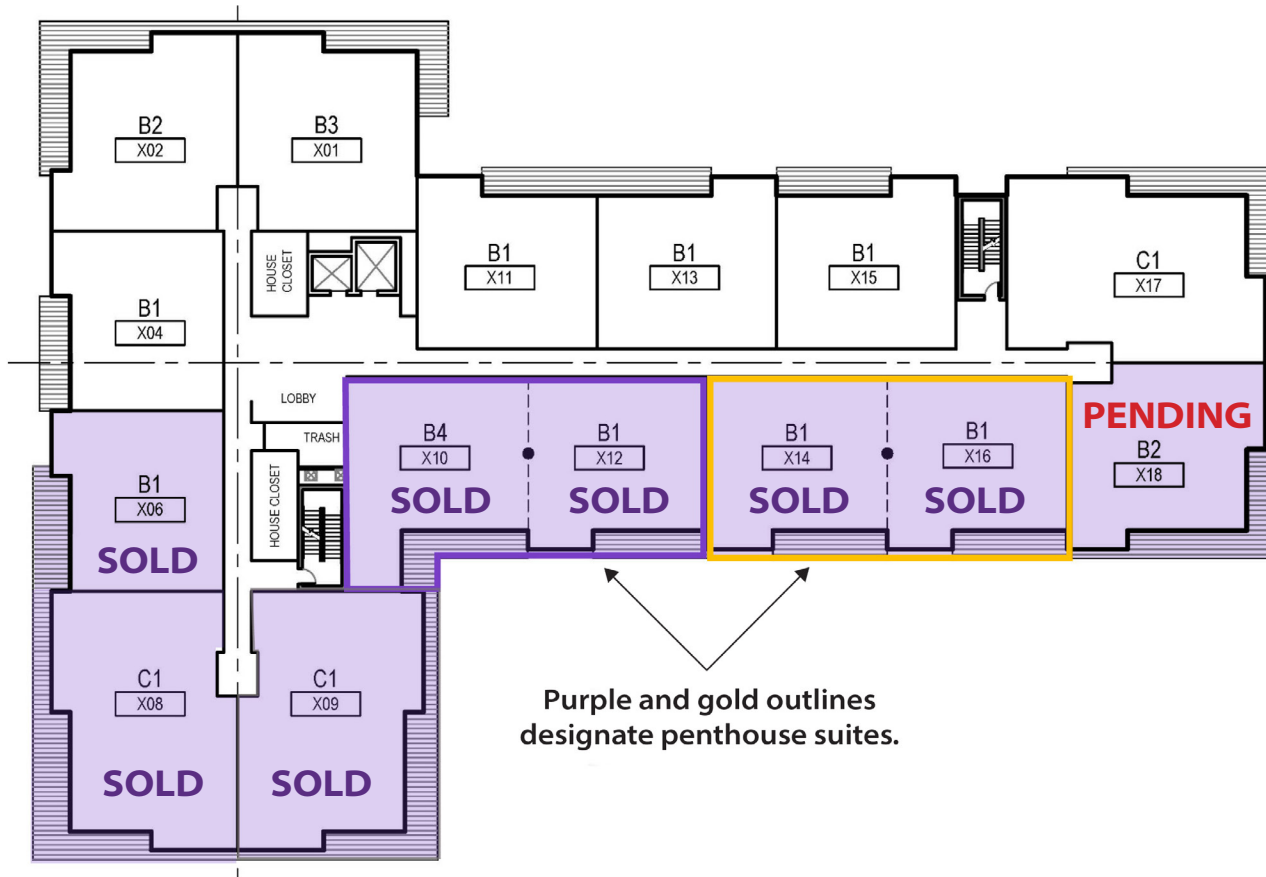 B2
X02
B3
X01
B1
X04
HOUSE
CLOSET
B1
X11
B1
X13
B1
X15
C1
X17
LOBBY
TRASH
HOUSE CLOSET
B4
X10
SOLD
B1
X12
SOLD
B1
X14
SOLD
B1
X16
SOLD
PENDING
B2
X18
B1
X06
SOLD
C1
X08
SOLD
C1
X09
SOLD
Purple and gold outlines
designate penthouse suites.